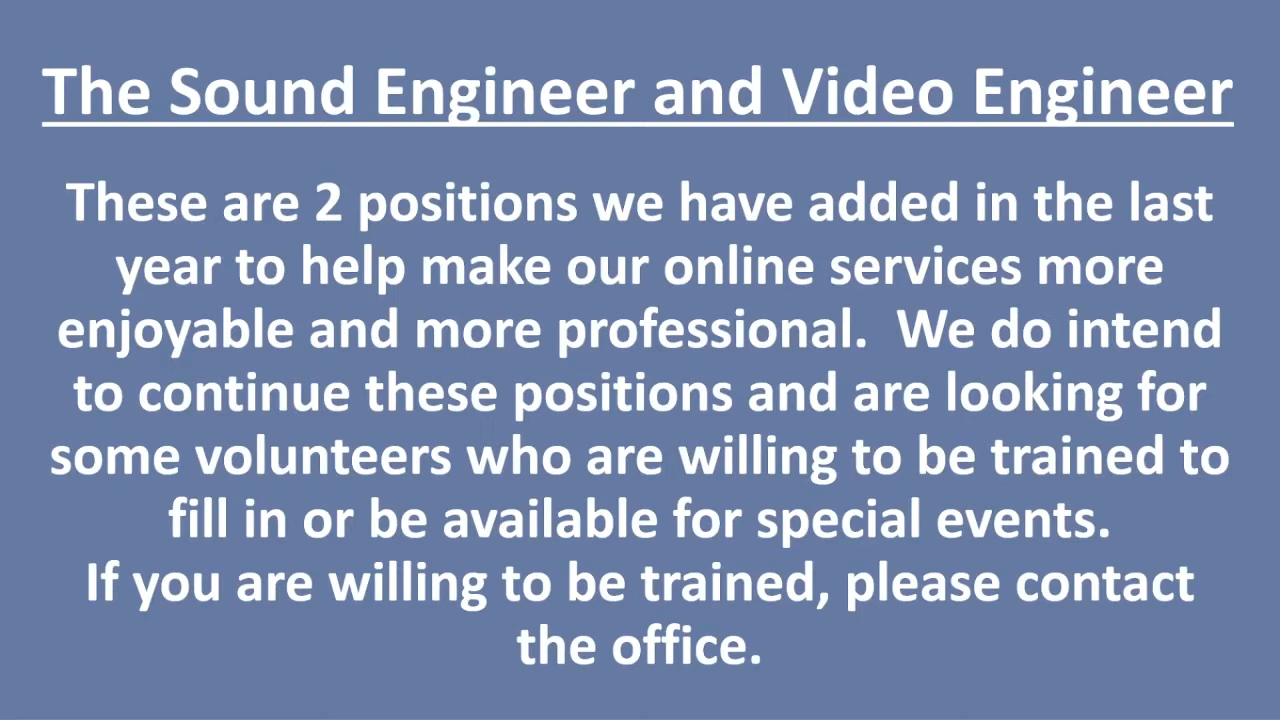 The Sound Engineer and Video Engineer
These are 2 positions we have added in the last
year to help make our online services more
enjoyable and more professional.  We do intend
to continue these positions and are looking for
some volunteers who are willing to be trained to
fill in or be available for special events.
If you are willing to be trained, please contact
the office.